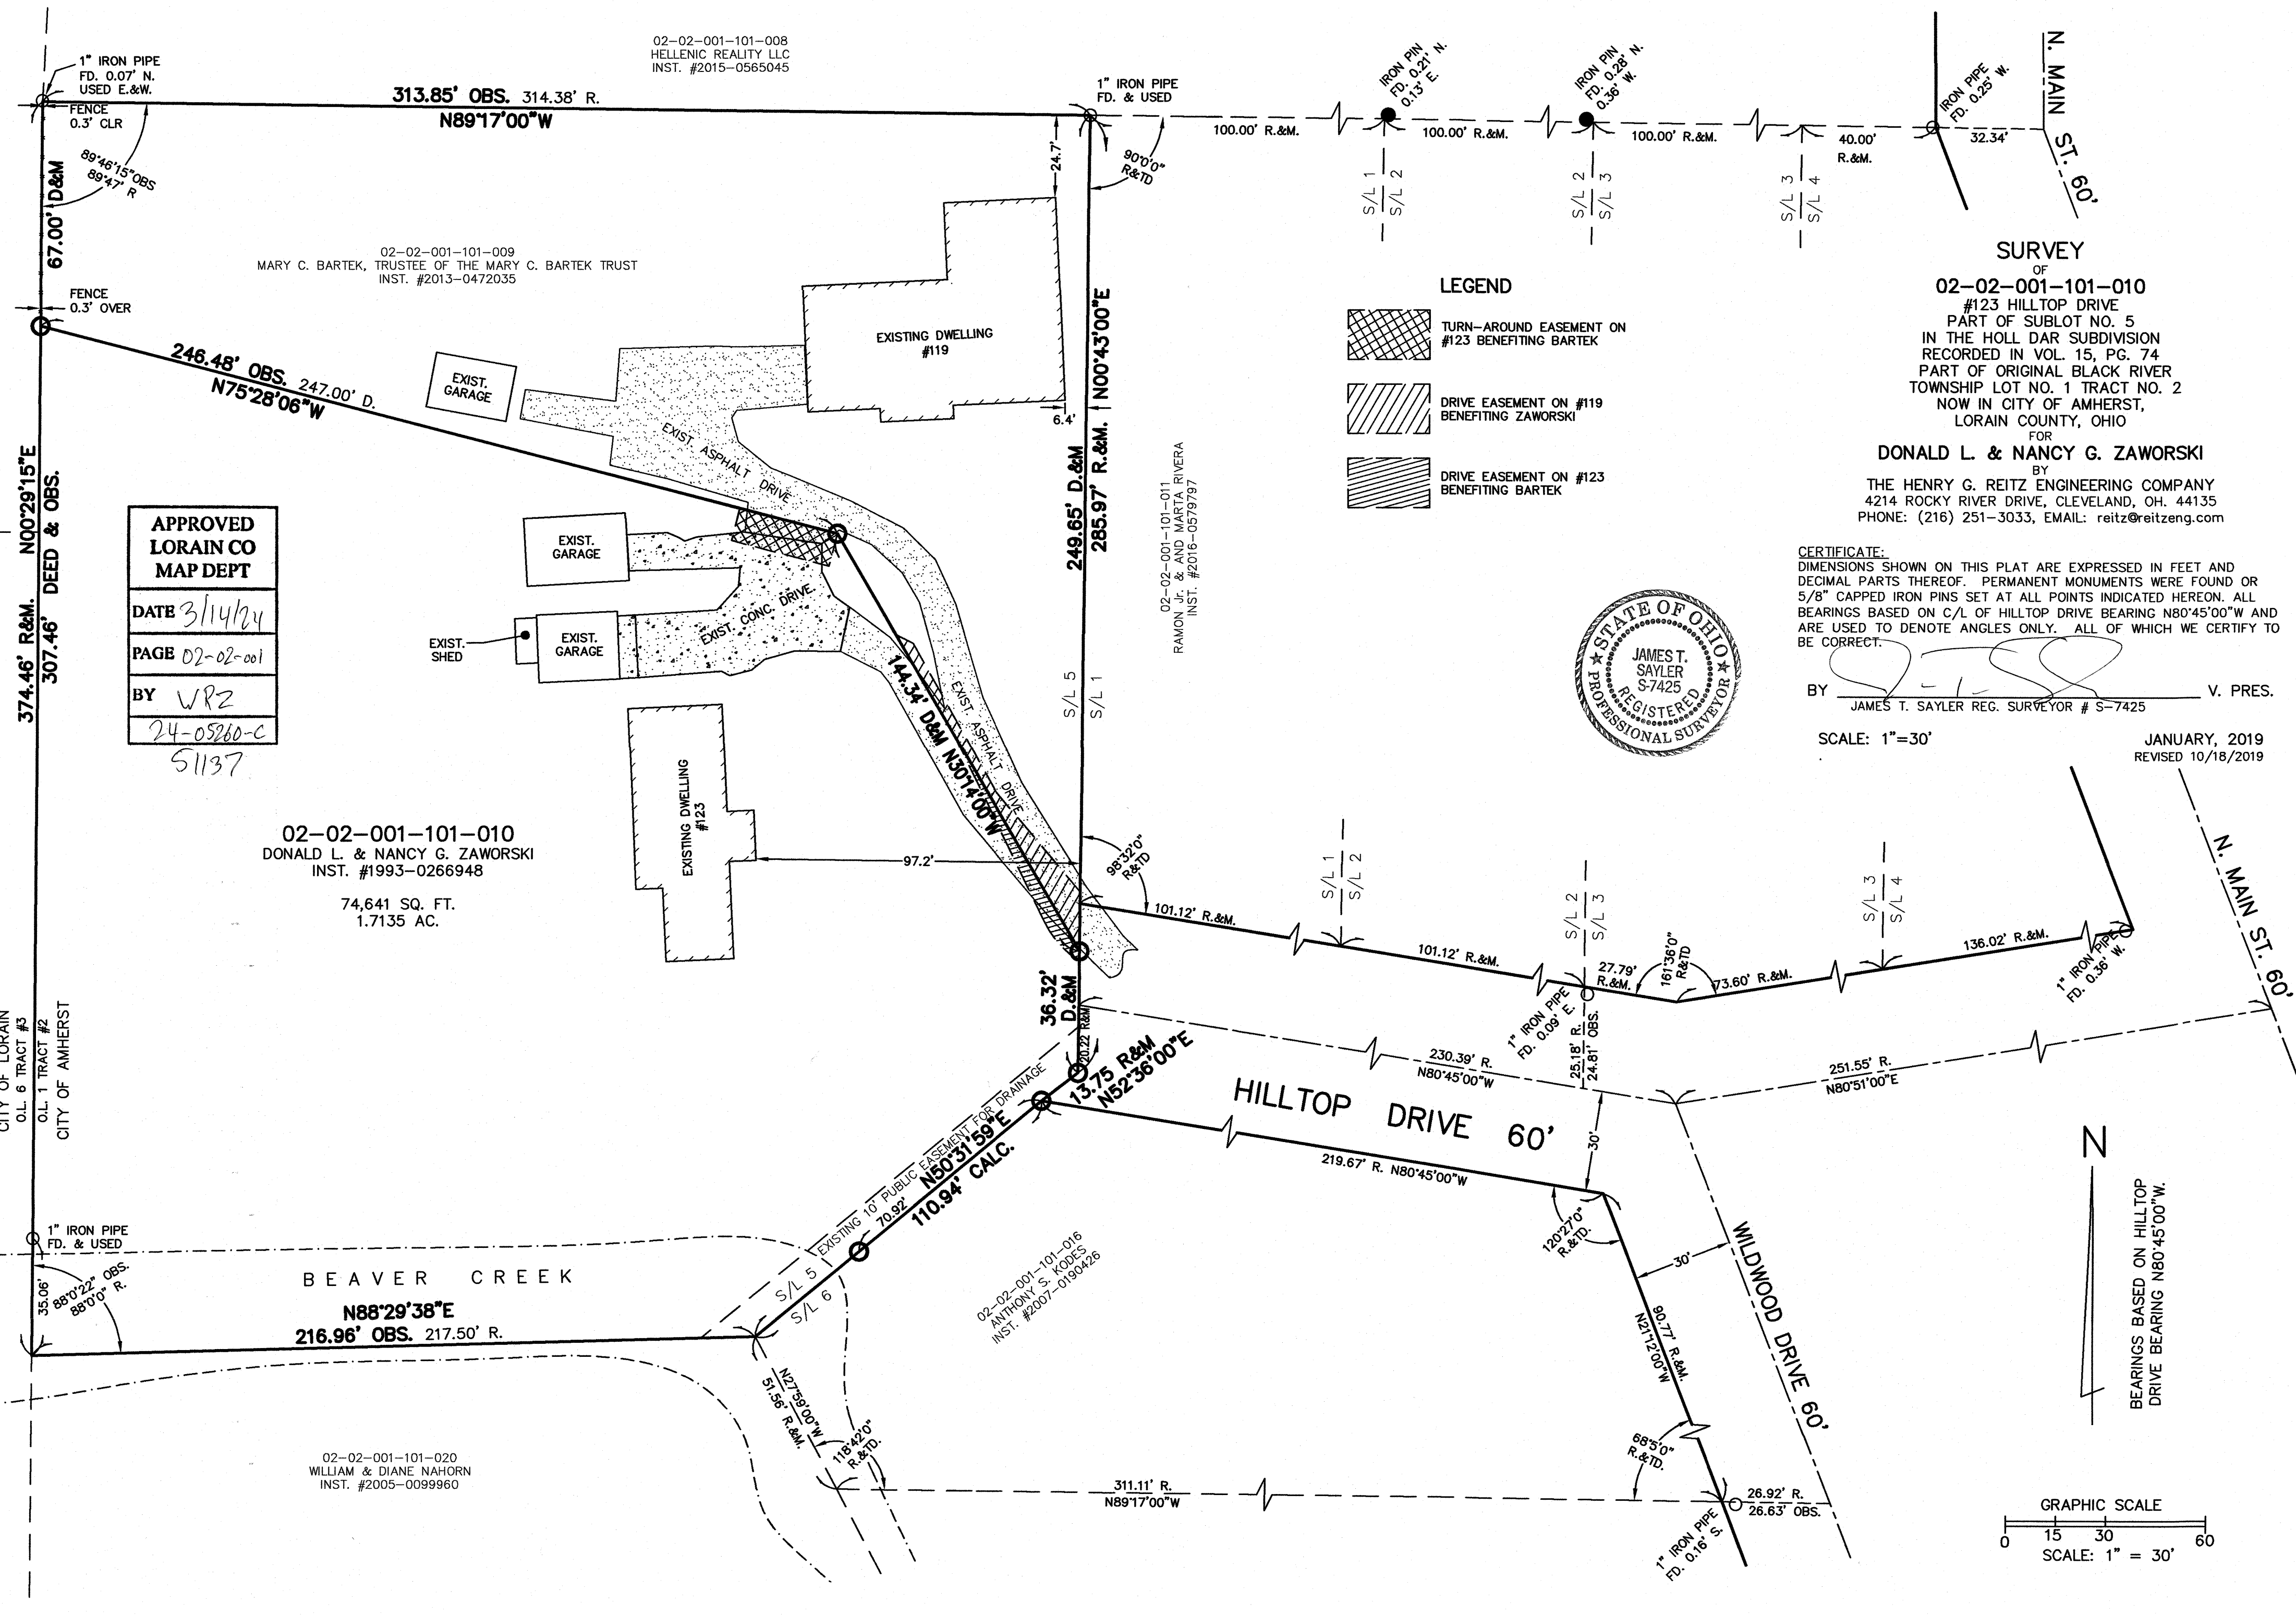 02-02-001-101-008
HELLENIC REALITY LLC
INST. #2015-0565045
1" IRON PIPE
FD. 0.07' N.
USED E.&W.
FENCE
0.3' CLR
313.85' OBS. 314.38' R.
N89°17'00"W
1" IRON PIPE
FD. & USED
100.00' R.&M.
IRON PIN
FD. 0.21' N.
0.13' E.
100.00' R.&M.
IRON PIN
FD. 0.28' N.
0.36' W.
100.00' R.&M.
40.00'
R.&M.
IRON PIPE
FD. 0.25' W.
32.34'
N. MAIN ST. 60'
S/L 1
S/L 2
S/L 2
S/L 3
S/L 3
S/L 4
89°46'15"OBS
89°47' R
67.00' D&M
24.7'
90°0'0"
R&TD
02-02-001-101-009
MARY C. BARTEK, TRUSTEE OF THE MARY C. BARTEK TRUST
INST. #2013-0472035
FENCE
0.3' OVER
246.48' OBS. 247.00' D.
N75°28'06"W
EXIST.
GARAGE
EXISTING DWELLING
#119
6.4'
EXIST. ASPHALT DRIVE
249.65' D.&M
285.97' R.&M. N00°43'00"E
02-02-001-101-011
RAMON Jr. & AND MARTA RIVERA
INST. #2016-0579797
LEGEND
TURN-AROUND EASEMENT ON
#123 BENEFITING BARTEK
DRIVE EASEMENT ON #119
BENEFITING ZAWORSKI
DRIVE EASEMENT ON #123
BENEFITING BARTEK
SURVEY
OF
02-02-001-101-010
#123 HILLTOP DRIVE
PART OF SUBLOT NO. 5
IN THE HOLL DAR SUBDIVISION
RECORDED IN VOL. 15, PG. 74
PART OF ORIGINAL BLACK RIVER
TOWNSHIP LOT NO. 1 TRACT NO. 2
NOW IN CITY OF AMHERST,
LORAIN COUNTY, OHIO
FOR
DONALD L. & NANCY G. ZAWORSKI
BY
THE HENRY G. REITZ ENGINEERING COMPANY
4214 ROCKY RIVER DRIVE, CLEVELAND, OH. 44135
PHONE: (216) 251-3033, EMAIL: reitz@reitzeng.com
CERTIFICATE:
DIMENSIONS SHOWN ON THIS PLAT ARE EXPRESSED IN FEET AND
DECIMAL PARTS THEREOF. PERMANENT MONUMENTS WERE FOUND OR
5/8" CAPPED IRON PINS SET AT ALL POINTS INDICATED HEREON. ALL
BEARINGS BASED ON C/L OF HILLTOP DRIVE BEARING N80°45'00"W AND
ARE USED TO DENOTE ANGLES ONLY. ALL OF WHICH WE CERTIFY TO
BE CORRECT.
BY V. PRES.
JAMES T. SAYLER REG. SURVEYOR # S-7425
STATE OF OHIO
JAMES T.
SAYLER
S-7425
REGISTERED
PROFESSIONAL SURVEYOR
SCALE: 1"=30'
JANUARY, 2019
REVISED 10/18/2019
374.46' R&M. N00°29'15"E
307.46' DEED & OBS.
APPROVED
LORAIN CO
MAP DEPT
DATE 3/14/24
PAGE 02-02-001
BY WRZ
24-05260-C
51137
EXIST.
GARAGE
EXIST.
SHED
EXIST.
GARAGE
EXIST. CONC. DRIVE.
144.34' D&M N30°14'00"W
EXIST. ASPHALT DRIVE
S/L 5
S/L 1
EXISTING DWELLING
#123
97.2'
02-02-001-101-010
DONALD L. & NANCY G. ZAWORSKI
INST. #1993-0266948
74,641 SQ. FT.
1.7135 AC.
98°32'0"
R&TD
101.12' R.&M.
S/L 1
S/L 2
101.12' R.&M.
S/L 2
S/L 3
27.79'
R.&M.
161°36'0"
R&TD
73.60' R.&M.
S/L 3
S/L 4
136.02' R.&M.
1" IRON PIPE
FD. 0.36' W.
N. MAIN ST. 60'
1" IRON PIPE
FD. 0.09' E.
25.18' R.
24.81' OBS.
36.32'
D.&M
20.22 R&M
13.75 R&M
N52°36'00"E
230.39' R.
N80°45'00"W
251.55' R.
N80°51'00"E
HILLTOP DRIVE 60'
30'
219.67' R. N80°45'00"W
120°27'0"
R.&TD.
CITY OF LORAIN
O.L. 6 TRACT #3
O.L. 1 TRACT #2
CITY OF AMHERST
EXISTING 10' PUBLIC EASEMENT FOR DRAINAGE
N50°31'59"E
70.92'
110.94' CALC.
1" IRON PIPE
FD. & USED
35.06'
88°0'22" OBS.
88°0'0" R.
BEAVER CREEK
N88°29'38"E
216.96' OBS. 217.50' R.
S/L 5
S/L 6
02-02-001-101-016
ANTHONY S. KODES
INST. #2007-0190426
30'
WILDWOOD DRIVE 60'
90.77' R.&M.
N21°12'00"W
N27°59'00"W
51.56' R.&M.
118°42'0"
R.&TD.
68°5'0"
R.&TD.
311.11' R.
N89°17'00"W
26.92' R.
26.63' OBS.
1" IRON PIPE
FD. 0.16' S.
02-02-001-101-020
WILLIAM & DIANE NAHORN
INST. #2005-0099960
N
BEARINGS BASED ON HILLTOP
DRIVE BEARING N80°45'00"W.
GRAPHIC SCALE
0 15 30 60
SCALE: 1" = 30'